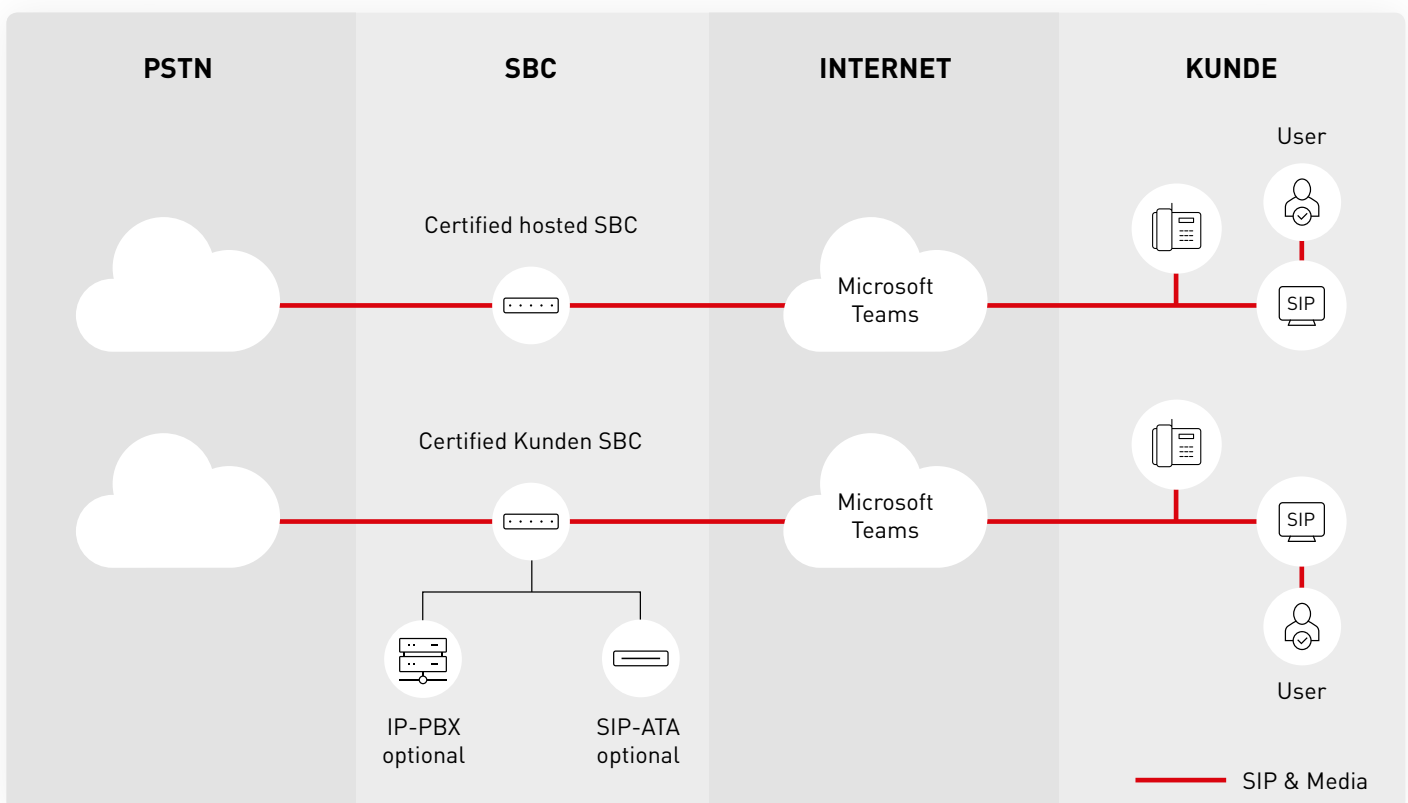 PSTN
SBC
INTERNET
KUNDE
User
Certified hosted SBC
Microsoft
Teams
SIP
Certified Kunden SBC
Microsoft
Teams
SIP
User
IP-PBX
optional
SIP-ATA
optional
SIP & Media